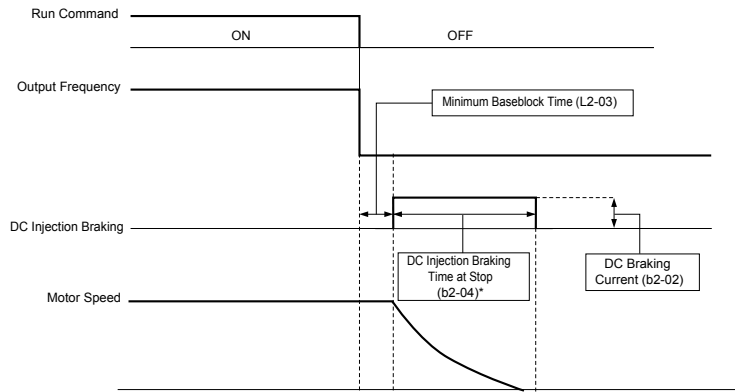 Run Command
ON
OFF
Output Frequency
Minimum Baseblock Time (L2-03)
DC Injection Braking
DC Injection Braking
Time at Stop
(b2-04)*
DC Braking
Current (b2-02)
Motor Speed